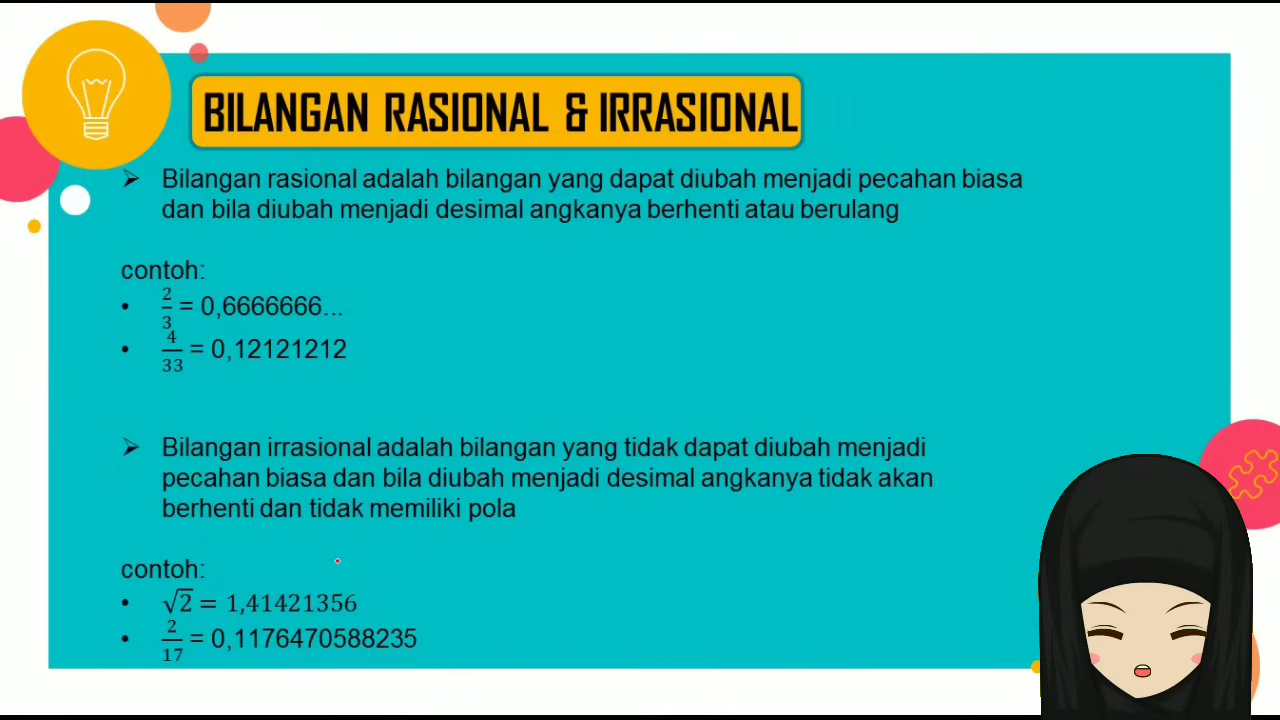 BILANGAN RASIONAL & IRRASIONAL
➢ Bilangan rasional adalah bilangan yang dapat diubah menjadi pecahan biasa
dan bila diubah menjadi desimal angkanya berhenti atau berulang
contoh:
• 2/3 = 0,6666666...
• 4/33 = 0,12121212
➢ Bilangan irrasional adalah bilangan yang tidak dapat diubah menjadi
pecahan biasa dan bila diubah menjadi desimal angkanya tidak akan
berhenti dan tidak memiliki pola
contoh:
• √2 = 1,41421356
• 2/17 = 0,1176470588235